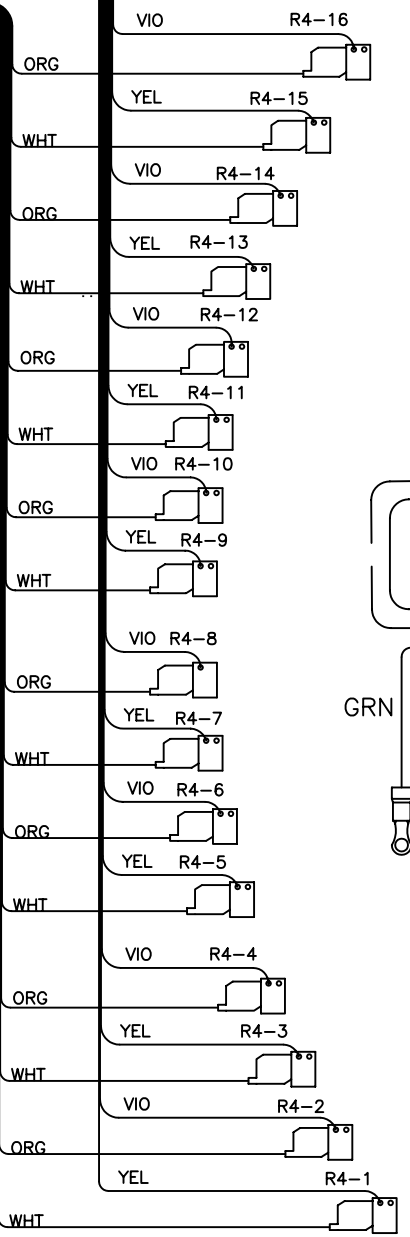 VIO R4-16
ORG
YEL R4-15
WHT
VIO R4-14
ORG
YEL R4-13
WHT
VIO R4-12
ORG
YEL R4-11
WHT
VIO R4-10
ORG
YEL R4-9
WHT
VIO R4-8
ORG
GRN
YEL R4-7
WHT
VIO R4-6
ORG
YEL R4-5
WHT
VIO R4-4
ORG
YEL R4-3
WHT
VIO R4-2
ORG
YEL R4-1
WHT